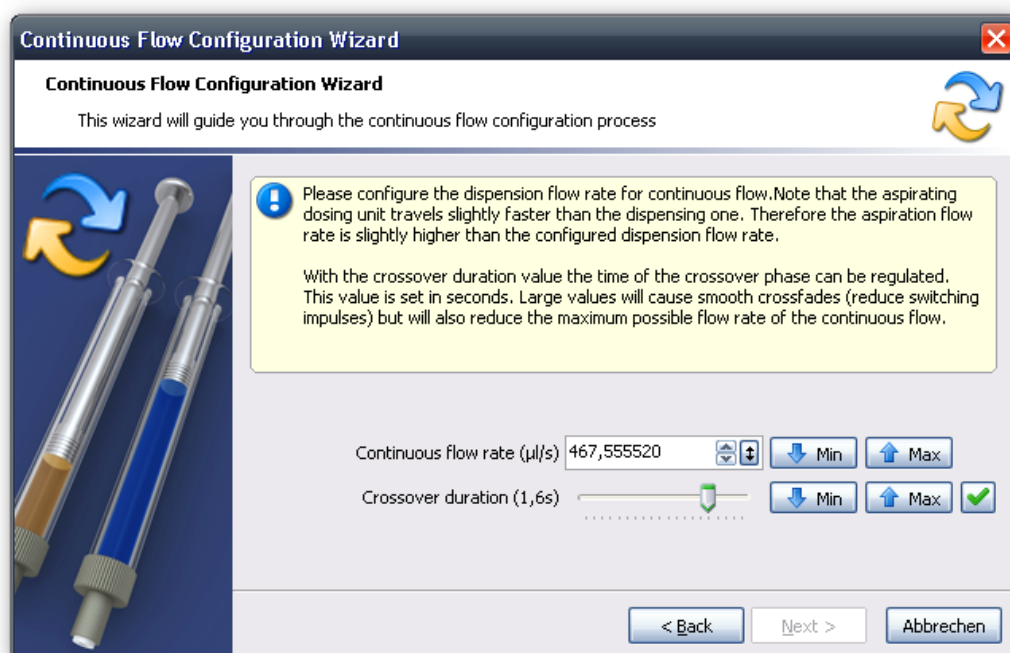 Continuous Flow Configuration Wizard
Continuous Flow Configuration Wizard
This wizard will guide you through the continuous flow configuration process
Please configure the dispension flow rate for continuous flow.Note that the aspirating
dosing unit travels slightly faster than the dispensing one. Therefore the aspiration flow
rate is slightly higher than the configured dispension flow rate.
With the crossover duration value the time of the crossover phase can be regulated.
This value is set in seconds. Large values will cause smooth crossfades (reduce switching
impulses) but will also reduce the maximum possible flow rate of the continuous flow.
Continuous flow rate (µl/s) 467,555520 Min Max
Crossover duration (1,6s) Min Max
< Back Next > Abbrechen